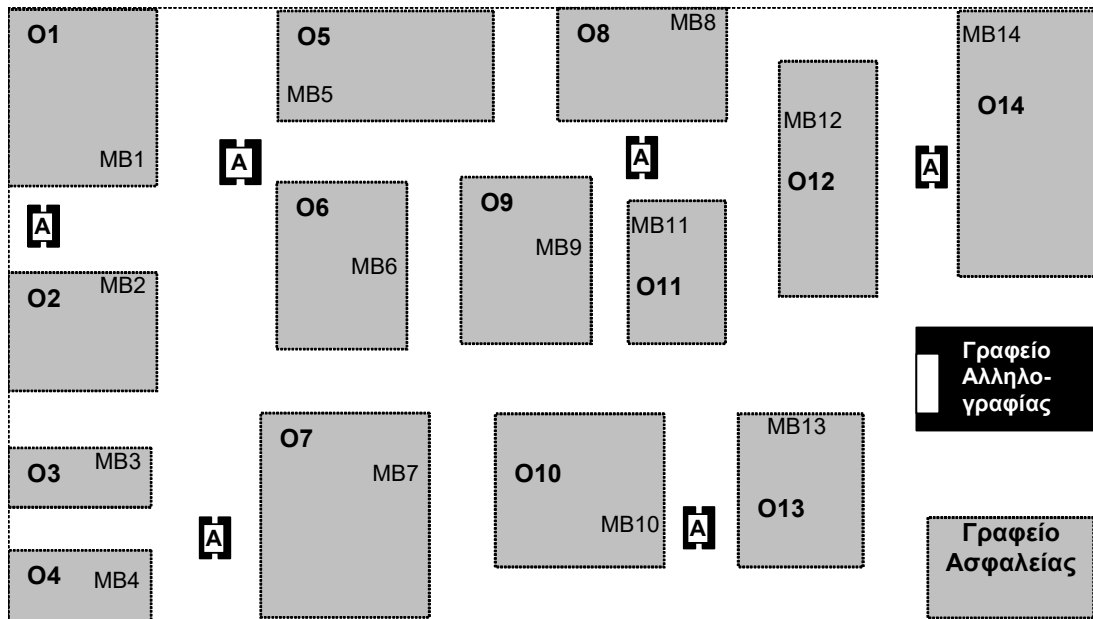 O1
MB1
A
O2
MB2
O3
MB3
O4
MB4
O5
MB5
A
O6
MB6
O7
MB7
A
O8
MB8
A
O9
MB9
O10
MB10
A
MB11
O11
MB12
O12
MB13
O13
MB14
O14
A
Γραφείο
Αλληλο-
γραφίας
Γραφείο
Ασφαλείας